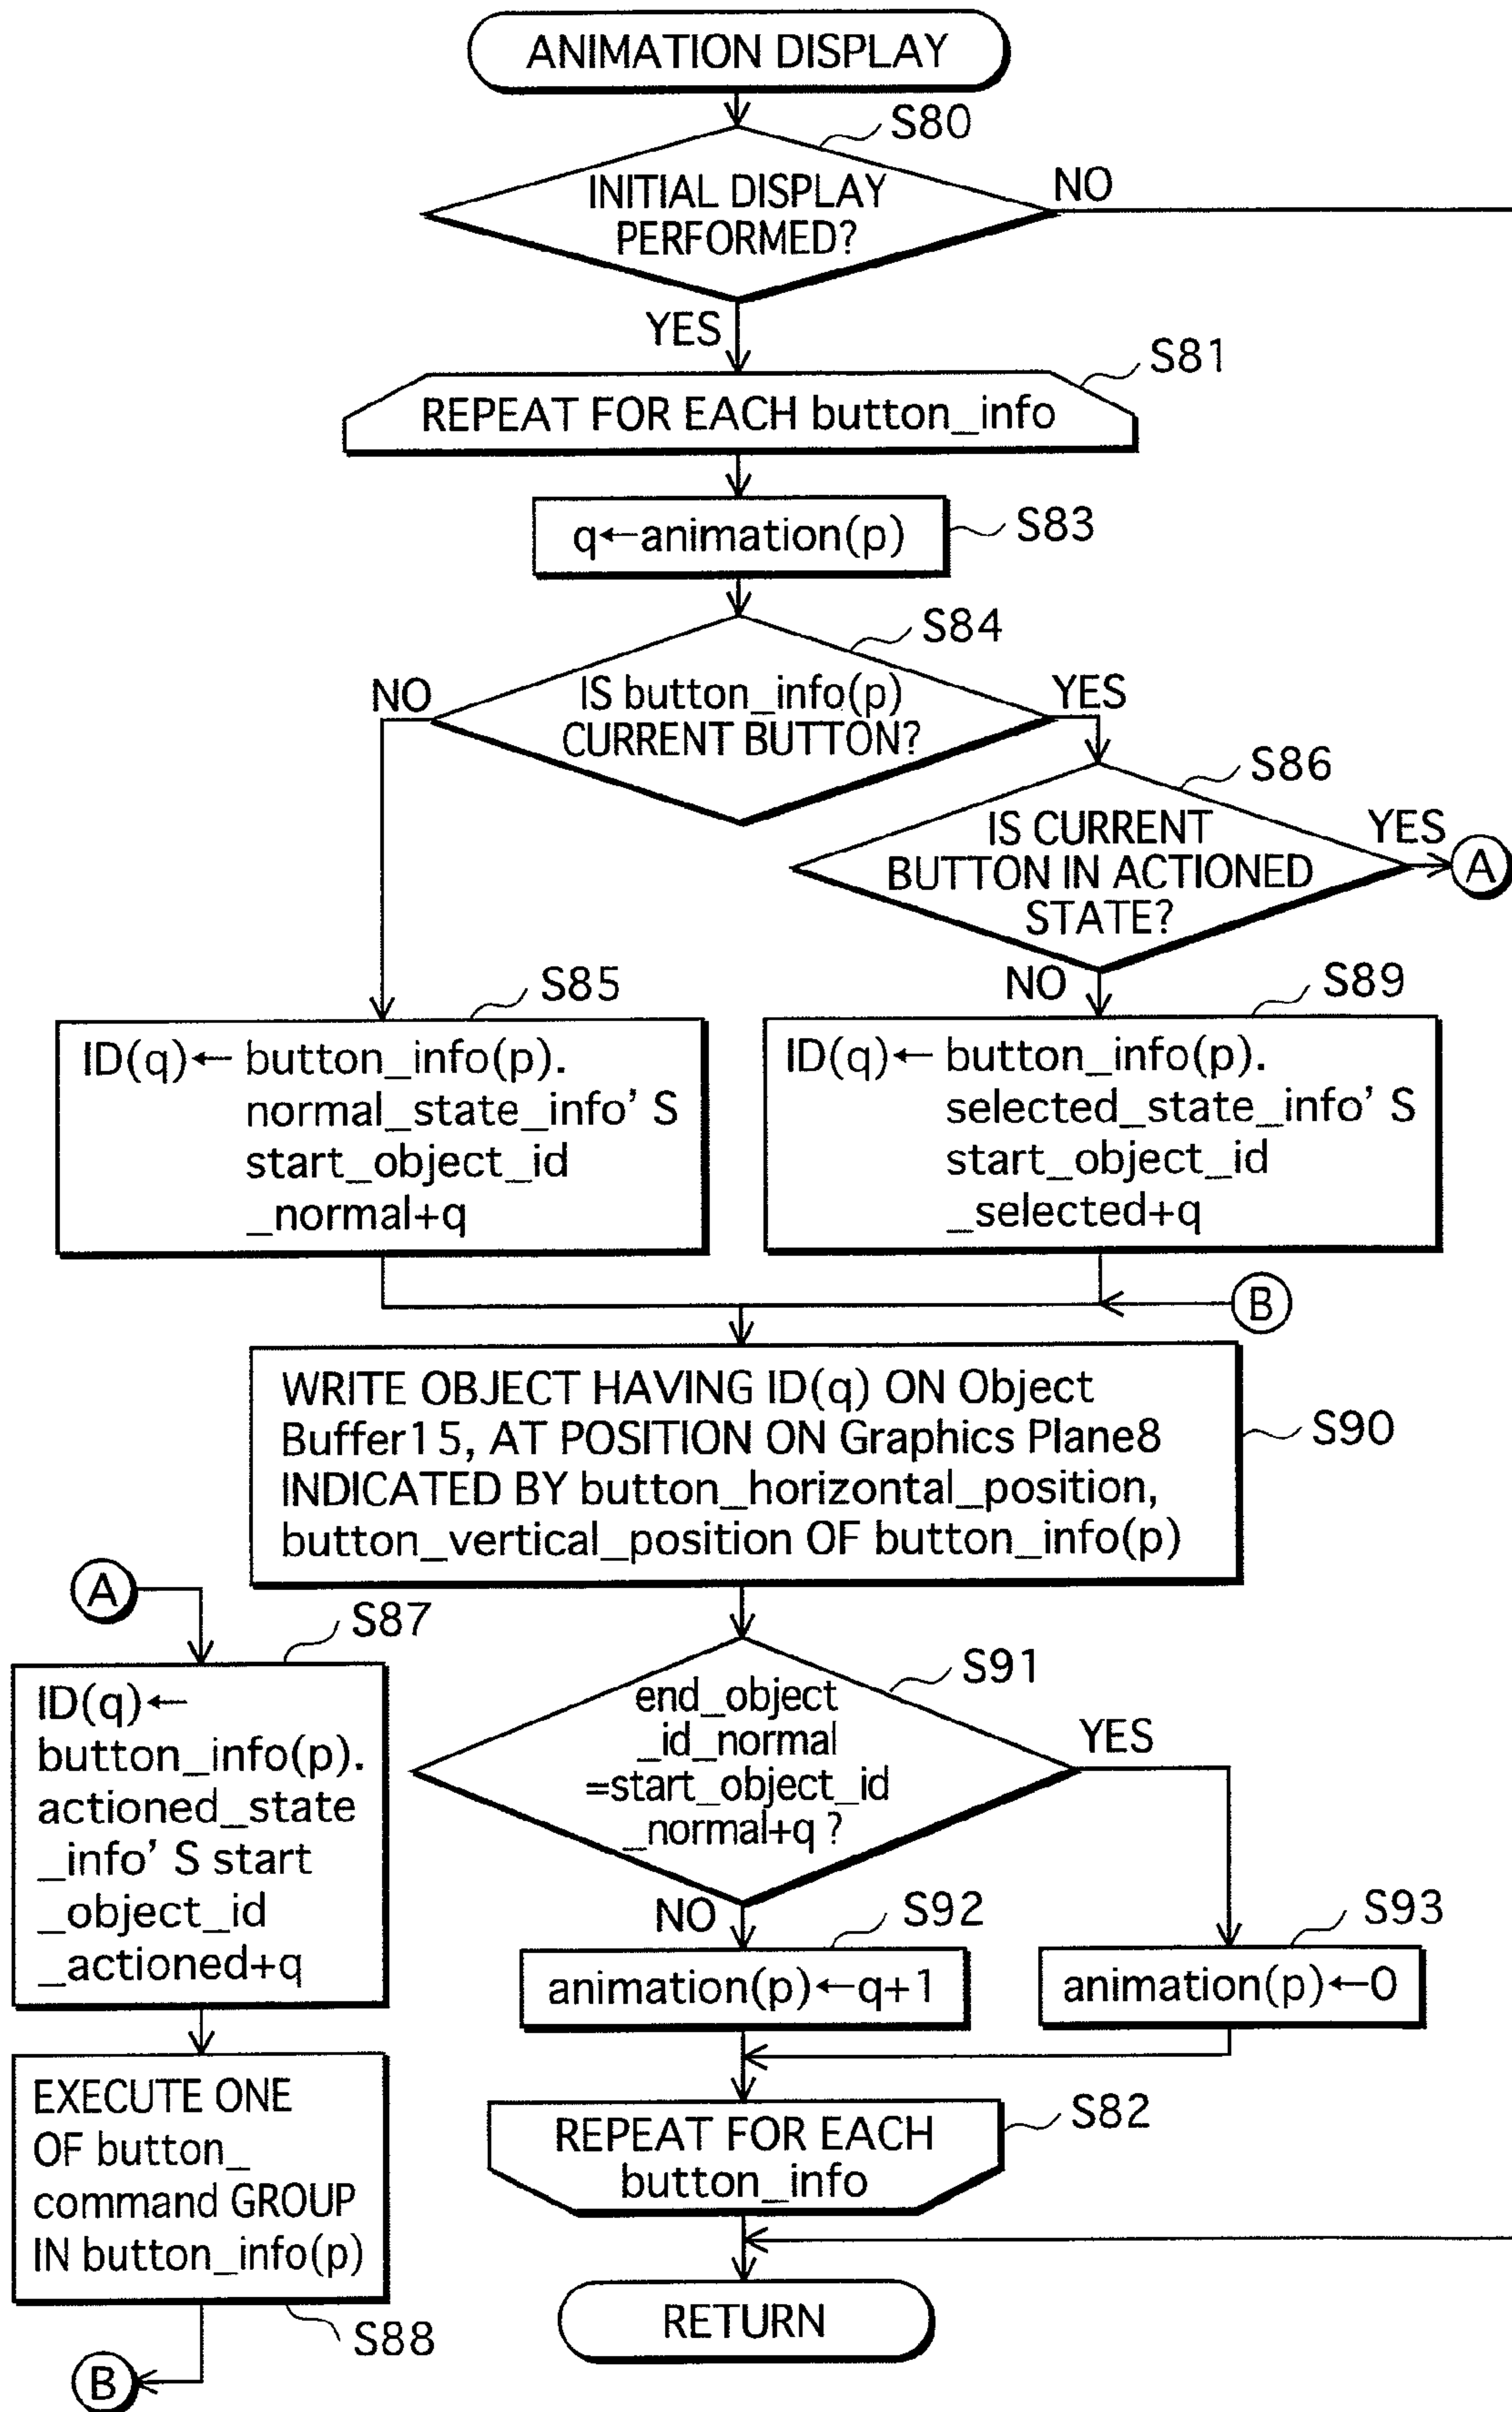 ANIMATION DISPLAY
S80
INITIAL DISPLAY
PERFORMED?
NO
YES
S81
REPEAT FOR EACH button_info
S83
q←animation(p)
S84
NO
IS button_info(p)
CURRENT BUTTON?
YES
S86
IS CURRENT
BUTTON IN ACTIONED
STATE?
YES
A
NO
S85
ID(q)← button_info(p).
normal_state_info' S
start_object_id
_normal+q
S89
ID(q)← button_info(p).
selected_state_info' S
start_object_id
_selected+q
B
WRITE OBJECT HAVING ID(q) ON Object
Buffer15, AT POSITION ON Graphics Plane8
INDICATED BY button_horizontal_position,
button_vertical_position OF button_info(p)
S90
A
S87
ID(q)←
button_info(p).
actioned_state
_info' S start
_object_id
_actioned+q
EXECUTE ONE
OF button_
command GROUP
IN button_info(p)
S88
B
S91
end_object
_id_normal
=start_object_id
_normal+q ?
YES
NO
S92
animation(p)←q+1
S93
animation(p)←0
S82
REPEAT FOR EACH
button_info
RETURN